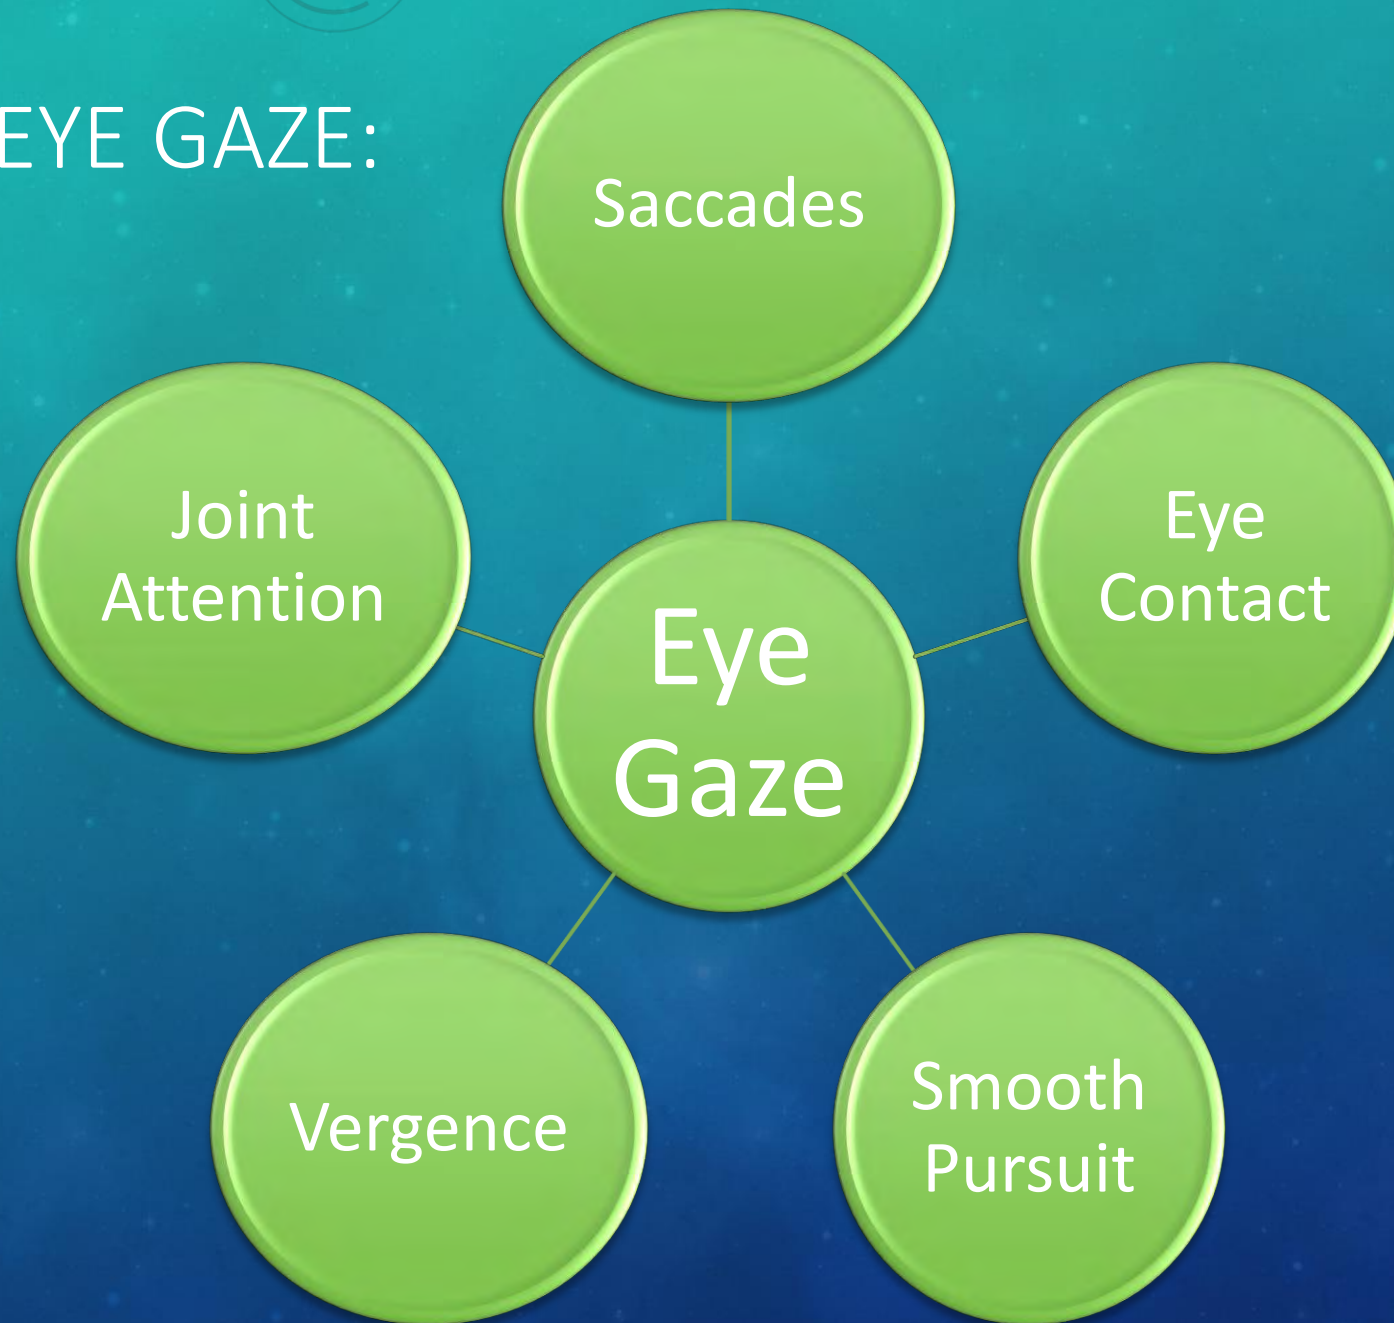 EYE GAZE:
Saccades
Joint
Attention
Eye
Contact
Eye
Gaze
Vergence
Smooth
Pursuit